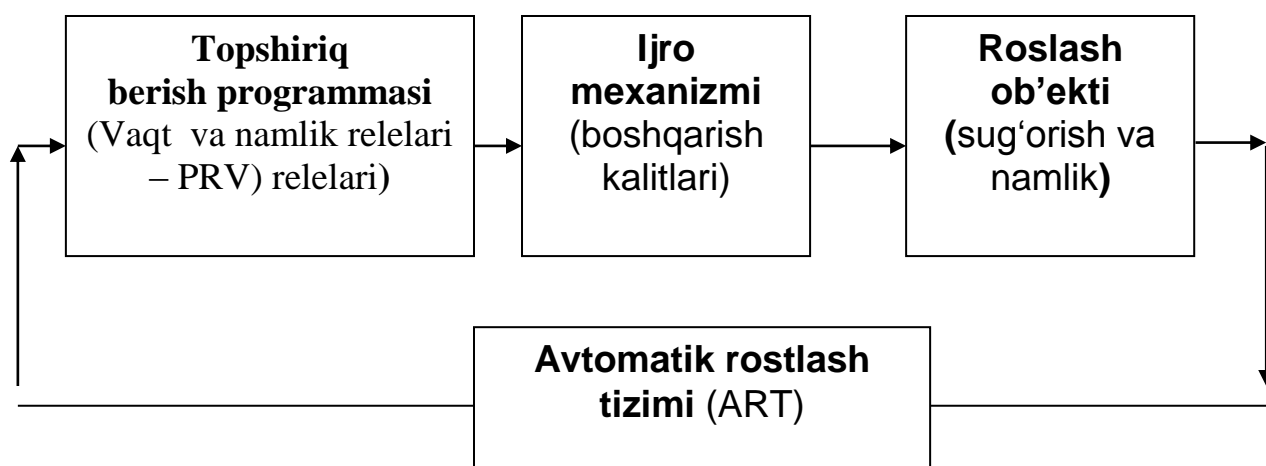 Topshiriq
berish programmasi
(Vaqt va namlik relelari
– PRV) relelari)
Ijro
mexanizmi
(boshqarish
kalitlari)
Roslash
ob’ekti
(sug‘orish va
namlik)
Avtomatik rostlash
tizimi (ART)